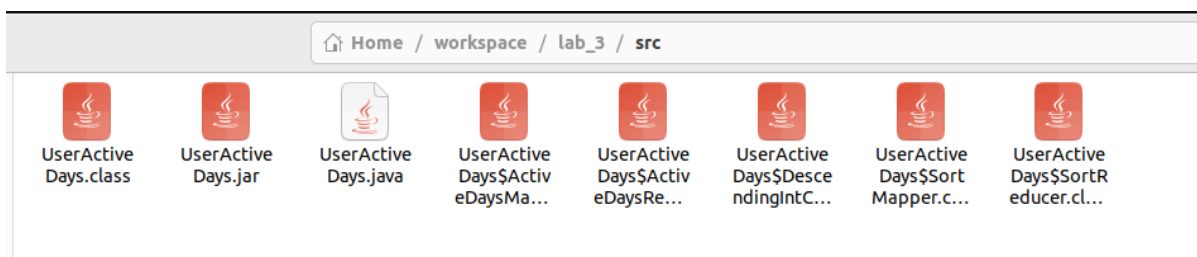 Home / workspace / lab_3 / src
UserActive
Days.class
UserActive
Days.jar
UserActive
Days.java
UserActive
Days$Activ
eDaysMa...
UserActive
Days$Activ
eDaysRe...
UserActive
Days$Desce
ndingIntC...
UserActive
Days$Sort
Mapper.c...
UserActive
Days$SortR
educer.cl...